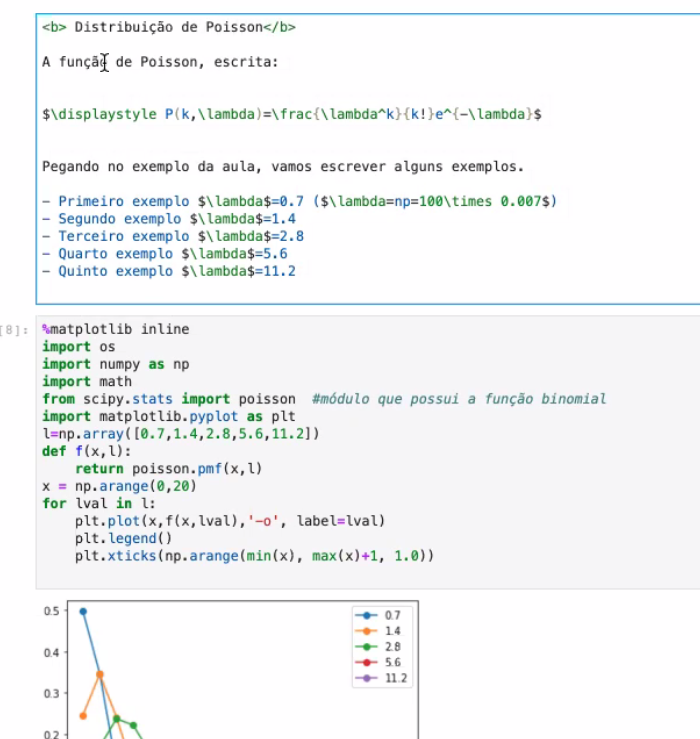 <b> Distribuição de Poisson</b>
A função de Poisson, escrita:
$\displaystyle P(k,\lambda)=\frac{\lambda^k}{k!}e^{-\lambda}$
Pegando no exemplo da aula, vamos escrever alguns exemplos.
- Primeiro exemplo $\lambda$=0.7 ($\lambda=np=100\times 0.007$)
- Segundo exemplo $\lambda$=1.4
- Terceiro exemplo $\lambda$=2.8
- Quarto exemplo $\lambda$=5.6
- Quinto exemplo $\lambda$=11.2
[8]:
%matplotlib inline
import os
import numpy as np
import math
from scipy.stats import poisson  #módulo que possui a função binomial
import matplotlib.pyplot as plt
l=np.array([0.7,1.4,2.8,5.6,11.2])
def f(x,l):
    return poisson.pmf(x,l)
x = np.arange(0,20)
for lval in l:
    plt.plot(x,f(x,lval),'-o', label=lval)
    plt.legend()
    plt.xticks(np.arange(min(x), max(x)+1, 1.0))
0.5
0.4
0.3
0.2
0.7
1.4
2.8
5.6
11.2